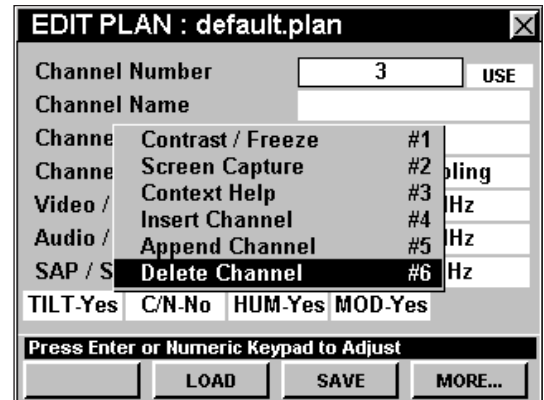 EDIT PLAN : default.plan
Channel Number 3 USE
Channel Name
Channe
Contrast / Freeze #1
Channe
Screen Capture #2
pling
Context Help #3
Video /
Hz
Insert Channel #4
Audio /
Append Channel #5
Hz
SAP / S
Delete Channel #6
Hz
TILT-Yes C/N-No HUM-Yes MOD-Yes
Press Enter or Numeric Keypad to Adjust
LOAD SAVE MORE...